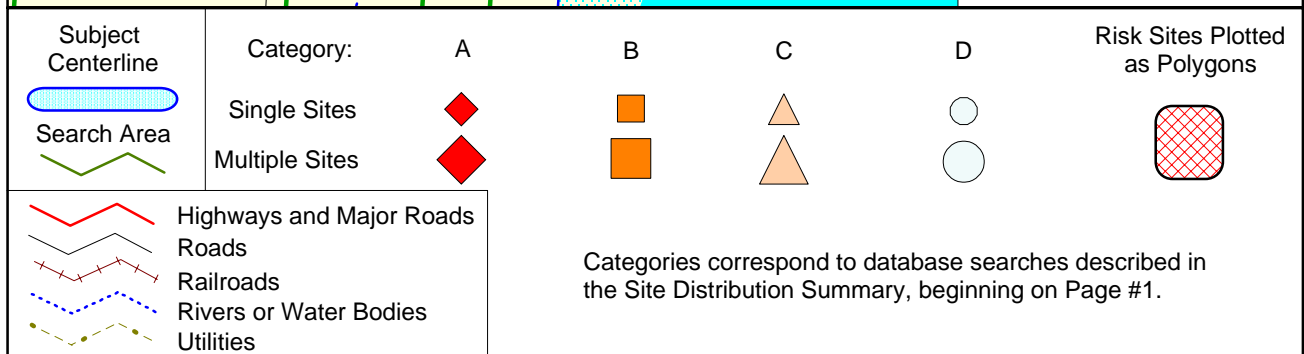 Subject
Centerline
Search Area
Category:
A
B
C
D
Single Sites
Multiple Sites
Risk Sites Plotted
as Polygons
Highways and Major Roads
Roads
Railroads
Rivers or Water Bodies
Utilities
Categories correspond to database searches described in
the Site Distribution Summary, beginning on Page #1.